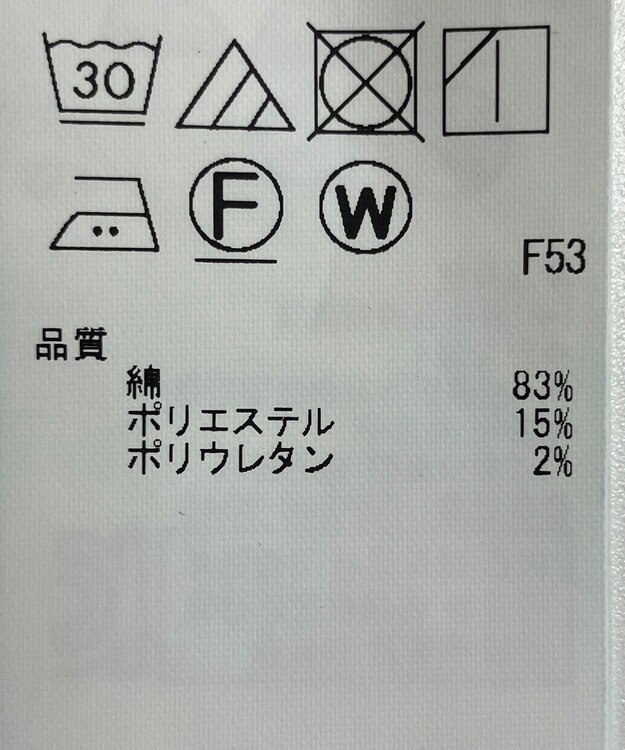 30
F W
F53
品質
綿 83%
ポリエステル 15%
ポリウレタン 2%